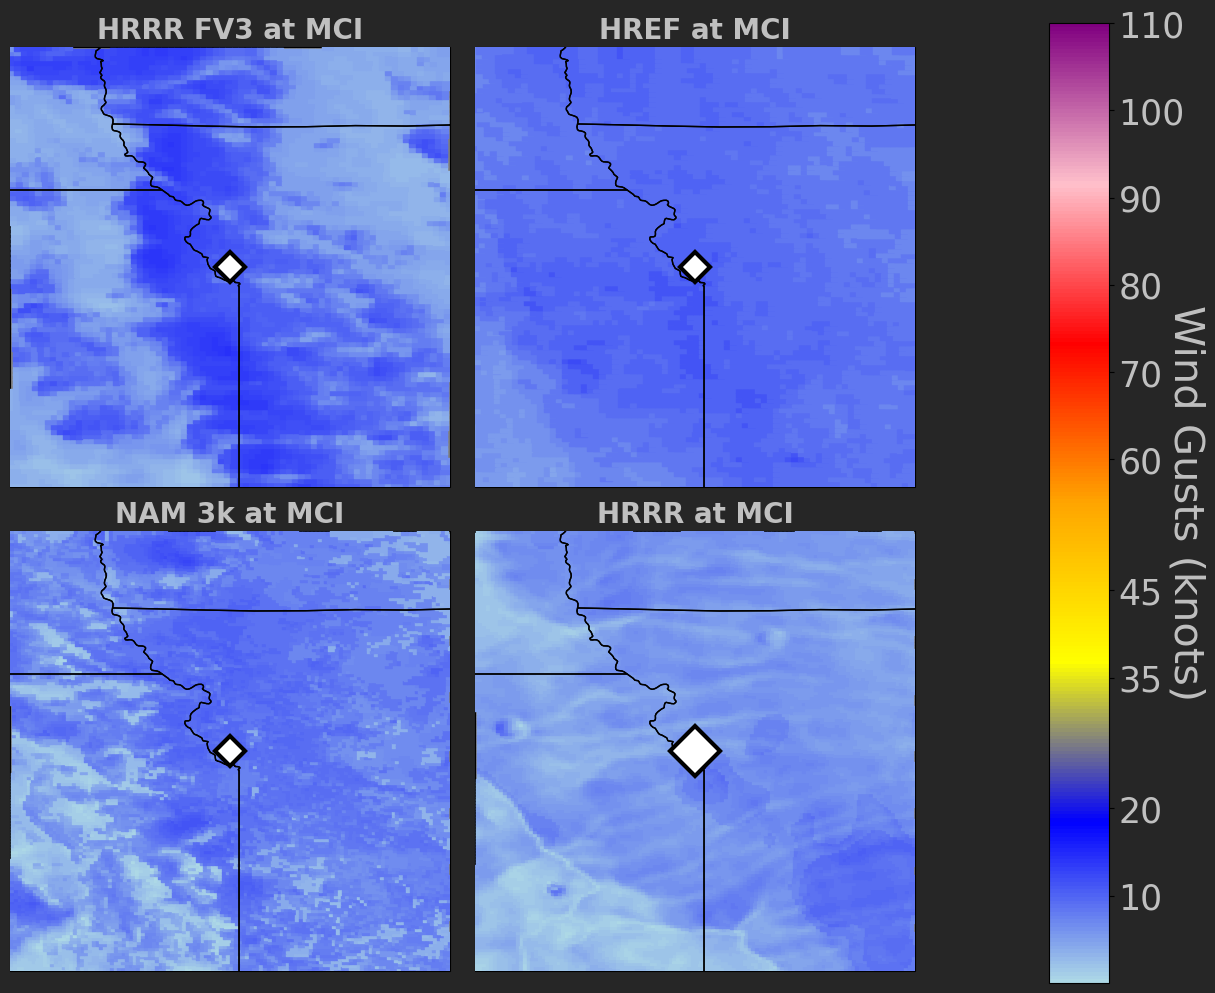 HRRR FV3 at MCI
HREF at MCI
NAM 3k at MCI
HRRR at MCI
110
100
90
80
70
60
45
35
20
10
Wind Gusts (knots)